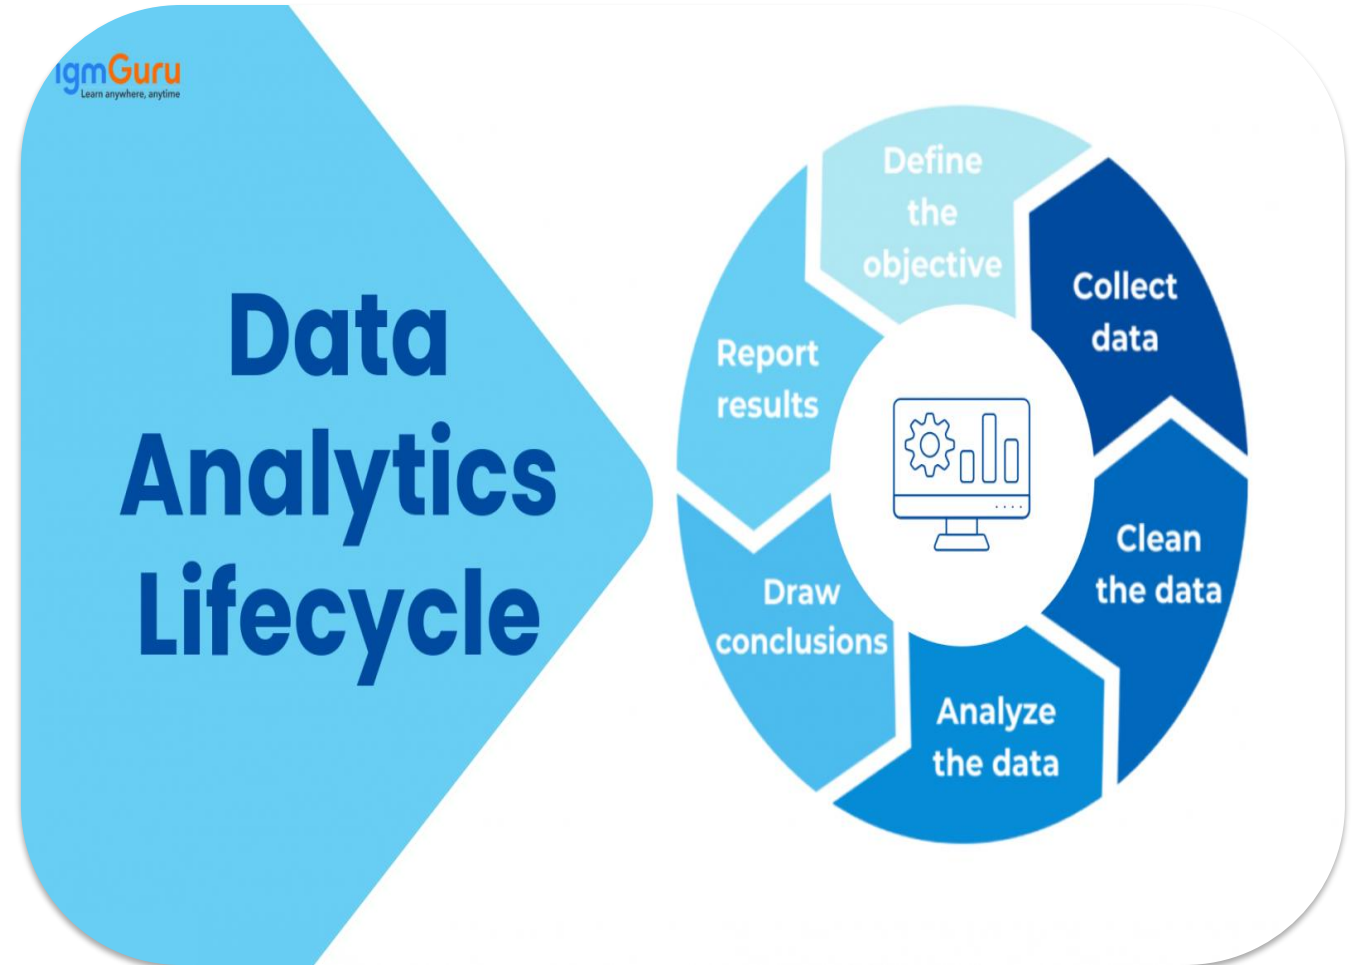 igmGuru
Learn anywhere, anytime
Data
Analytics
Lifecycle
Define
the
objective
Collect
data
Clean
the data
Analyze
the data
Draw
conclusions
Report
results